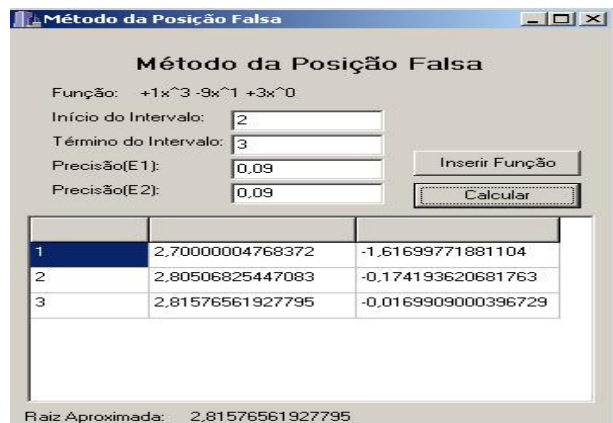 Método da Posição Falsa
Método da Posição Falsa
Função: +1x^3 -9x^1 +3x^0
Início do Intervalo: 2
Término do Intervalo: 3
Precisão(E1): 0,09
Inserir Função
Precisão(E2): 0,09
Calcular
1 2,70000004768372 -1,61699771881104
2 2,80506825447083 -0,174193620681763
3 2,81576561927795 -0,0169909000396729
Raiz Aproximada: 2,81576561927795